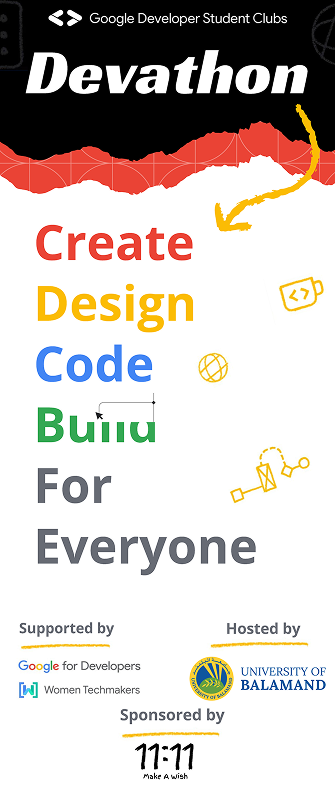 Google Developer Student Clubs
Devathon
Create
Design
Code
Build
For
Everyone
Supported by
Hosted by
Google for Developers
Women Techmakers
UNIVERSITY OF
BALAMAND
Sponsored by
11:11
Make A Wish